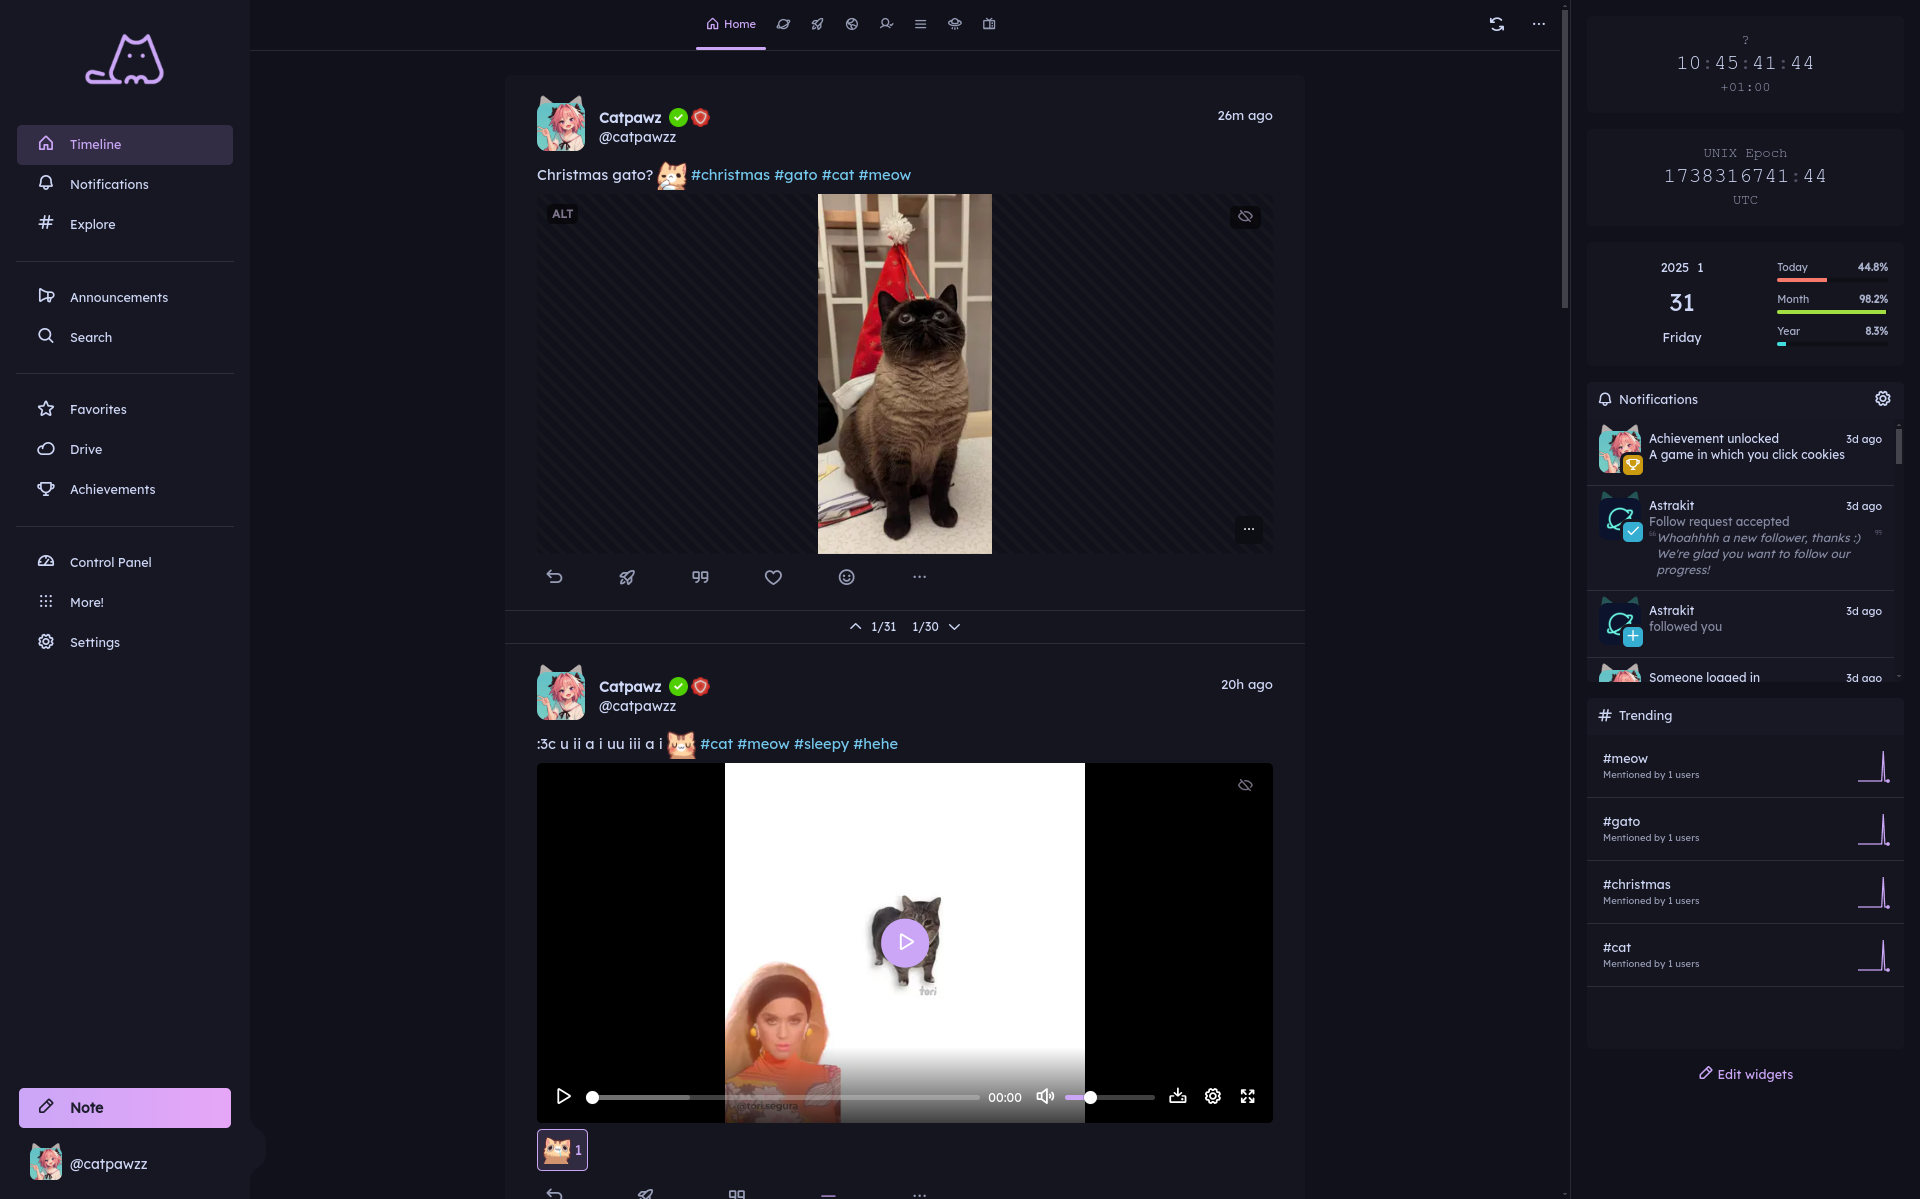 Timeline
Notifications
Explore
Announcements
Search
Favorites
Drive
Achievements
Control Panel
More!
Settings
Note
@catpawzz
Home
Catpawz
26m ago
@catpawzz
Christmas gato? #christmas #gato #cat #meow
ALT
1/31 1/30
Catpawz
20h ago
@catpawzz
:3c u ii a i uu iii a i #cat #meow #sleepy #hehe
tori
@tori.segura
00:00
1
?
10:45:41:44
+01:00
UNIX Epoch
1738316741:44
UTC
2025 1
31
Friday
Today 44.8%
Month 98.2%
Year 8.3%
Notifications
Achievement unlocked 3d ago
A game in which you click cookies
Astrakit 3d ago
Follow request accepted
Whoahhhh a new follower, thanks :)
We're glad you want to follow our
progress!
Astrakit 3d ago
followed you
Someone logged in 3d ago
Trending
#meow
Mentioned by 1 users
#gato
Mentioned by 1 users
#christmas
Mentioned by 1 users
#cat
Mentioned by 1 users
Edit widgets